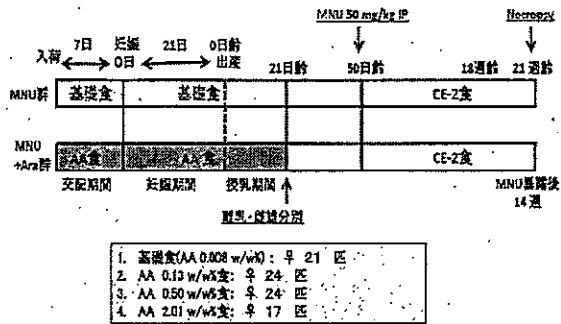 MNU 50 mg/kg IP
Necropsy
入荷
7日
妊娠
0日
21日
0日齢
出産
21日齢
50日齢
18週齢
21週齢
MNU群
基礎食
基礎食
CE-2食
MNU
+Ara群
AA食
AA食
CE-2食
交配期間
妊娠期間
授乳期間
MNU暴露後
14週
離乳・雌雄分別
1. 基礎食(AA 0.008 w/w%): ♀ 21 匹
2. AA 0.13 w/w%食: ♀ 24 匹
3. AA 0.50 w/w%食: ♀ 24 匹
4. AA 2.01 w/w%食: ♀ 17 匹